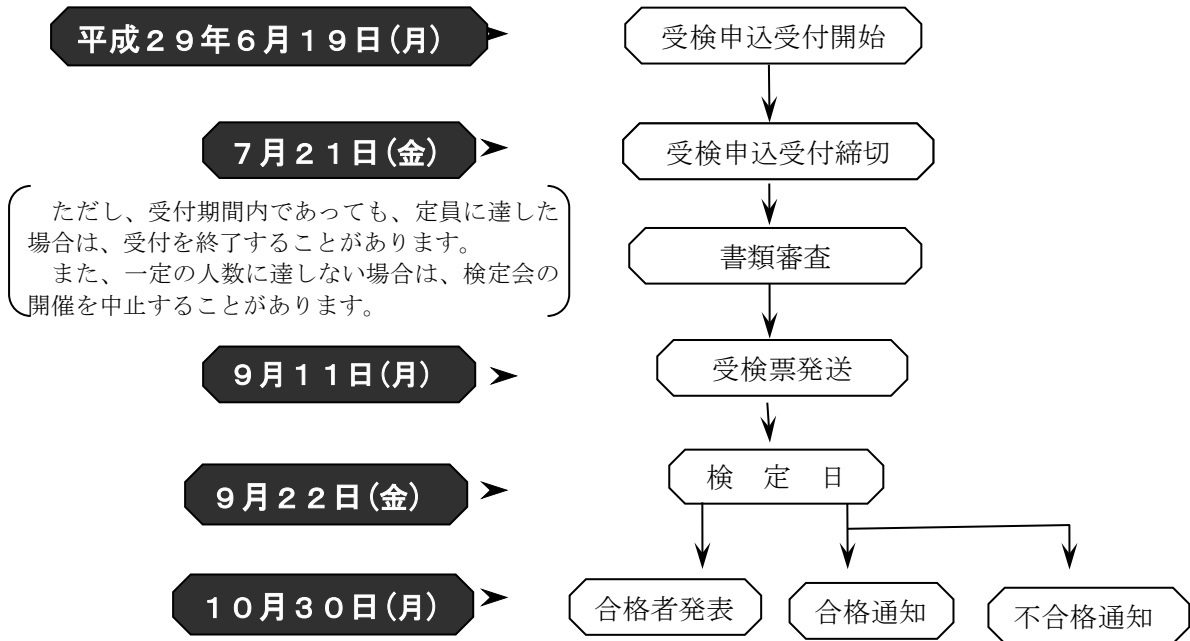 平成２９年６月１９日(月)
受検申込受付開始
７月２１日(金)
受検申込受付締切
ただし、受付期間内であっても、定員に達した
場合は、受付を終了することがあります。
また、一定の人数に達しない場合は、検定会の
開催を中止することがあります。
書類審査
９月１１日(月)
受検票発送
９月２２日(金)
検　定　日
１０月３０日(月)
合格者発表
合格通知
不合格通知